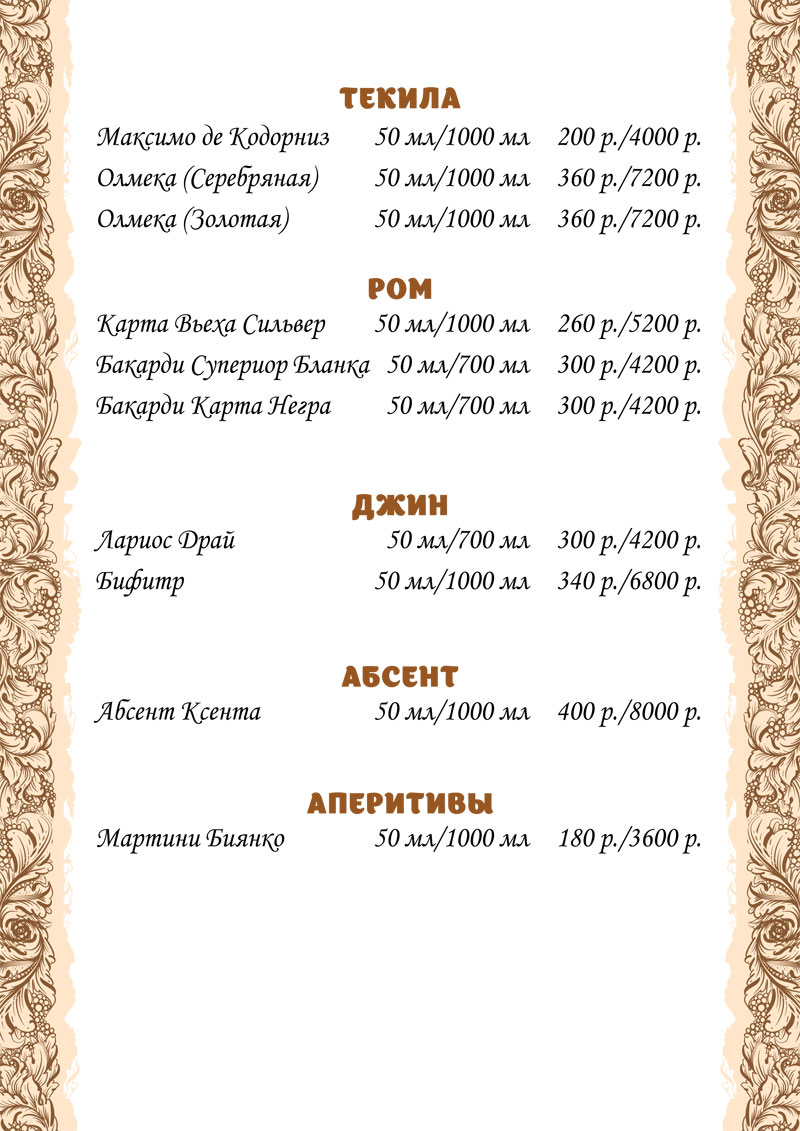 ТЕКИЛА
Максимо де Кодорниз 50 мл/1000 мл 200 р./4000 р.
Олмека (Серебряная) 50 мл/1000 мл 360 р./7200 р.
Олмека (Золотая) 50 мл/1000 мл 360 р./7200 р.
РОМ
Карта Вьеха Сильвер 50 мл/1000 мл 260 р./5200 р.
Бакарди Супериор Бланка 50 мл/700 мл 300 р./4200 р.
Бакарди Карта Негра 50 мл/700 мл 300 р./4200 р.
ДЖИН
Лариос Драй 50 мл/700 мл 300 р./4200 р.
Бифитр 50 мл/1000 мл 340 р./6800 р.
АБСЕНТ
Абсент Ксента 50 мл/1000 мл 400 р./8000 р.
АПЕРИТИВЫ
Мартини Биянко 50 мл/1000 мл 180 р./3600 р.